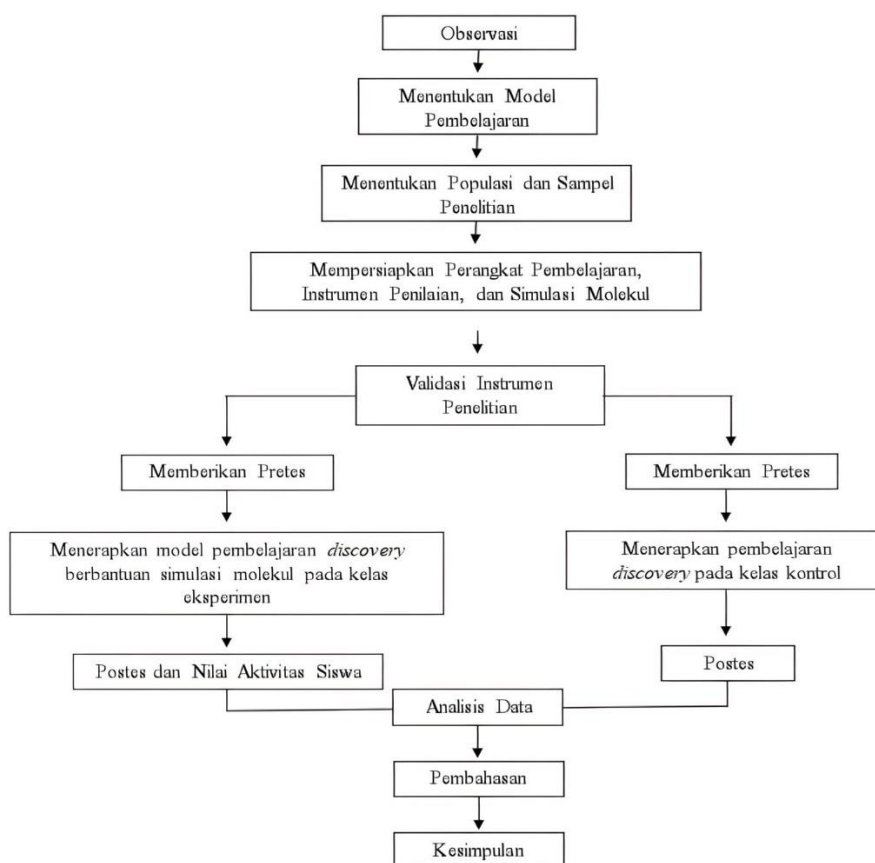 Observasi
Menentukan Model
Pembelajaran
Menentukan Populasi dan Sampel
Penelitian
Mempersiapkan Perangkat Pembelajaran,
Instrumen Penilaian, dan Simulasi Molekul
Validasi Instrumen
Penelitian
Memberikan Pretes
Memberikan Pretes
Menerapkan model pembelajaran discovery
berbantuan simulasi molekul pada kelas
eksperimen
Menerapkan pembelajaran
discovery pada kelas kontrol
Postes dan Nilai Aktivitas Siswa
Postes
Analisis Data
Pembahasan
Kesimpulan